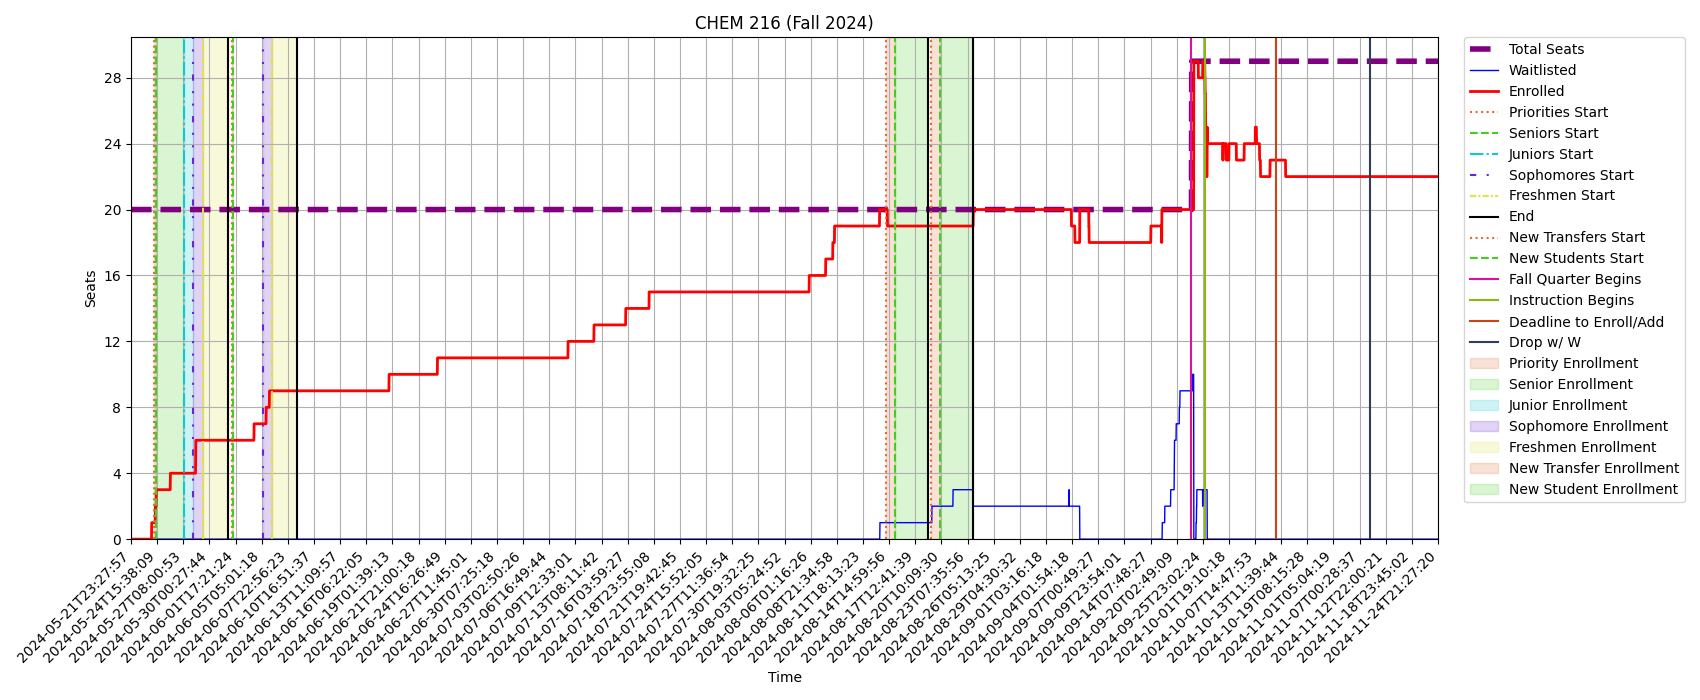 CHEM 216 (Fall 2024)
Seats
28
24
20
16
12
8
4
0
2024-05-21T23:27:57
2024-05-24T15:38:09
2024-05-27T08:00:53
2024-05-30T00:27:44
2024-06-01T17:21:24
2024-06-05T05:01:18
2024-06-07T22:56:23
2024-06-10T16:51:37
2024-06-13T11:09:57
2024-06-16T06:22:05
2024-06-19T01:39:13
2024-06-21T21:00:18
2024-06-24T16:26:49
2024-06-27T11:45:01
2024-06-30T07:25:18
2024-07-03T02:50:26
2024-07-06T16:49:44
2024-07-09T12:33:01
2024-07-13T08:11:42
2024-07-16T03:59:27
2024-07-18T23:55:08
2024-07-21T19:42:45
2024-07-24T15:52:05
2024-07-27T11:36:54
2024-07-30T19:32:25
2024-08-03T05:24:52
2024-08-06T01:16:26
2024-08-08T21:34:58
2024-08-11T18:13:23
2024-08-14T14:59:56
2024-08-17T12:41:39
2024-08-20T10:09:30
2024-08-23T07:35:56
2024-08-26T05:13:25
2024-08-29T04:30:32
2024-09-01T03:16:18
2024-09-04T01:54:18
2024-09-07T00:49:27
2024-09-09T23:54:01
2024-09-14T07:48:27
2024-09-20T02:49:09
2024-09-25T23:02:24
2024-10-01T19:10:18
2024-10-07T14:47:53
2024-10-13T11:39:44
2024-10-19T08:15:28
2024-11-01T05:04:19
2024-11-07T00:28:37
2024-11-12T22:00:21
2024-11-18T23:45:02
2024-11-24T21:27:20
Time
Total Seats
Waitlisted
Enrolled
Priorities Start
Seniors Start
Juniors Start
Sophomores Start
Freshmen Start
End
New Transfers Start
New Students Start
Fall Quarter Begins
Instruction Begins
Deadline to Enroll/Add
Drop w/ W
Priority Enrollment
Senior Enrollment
Junior Enrollment
Sophomore Enrollment
Freshmen Enrollment
New Transfer Enrollment
New Student Enrollment